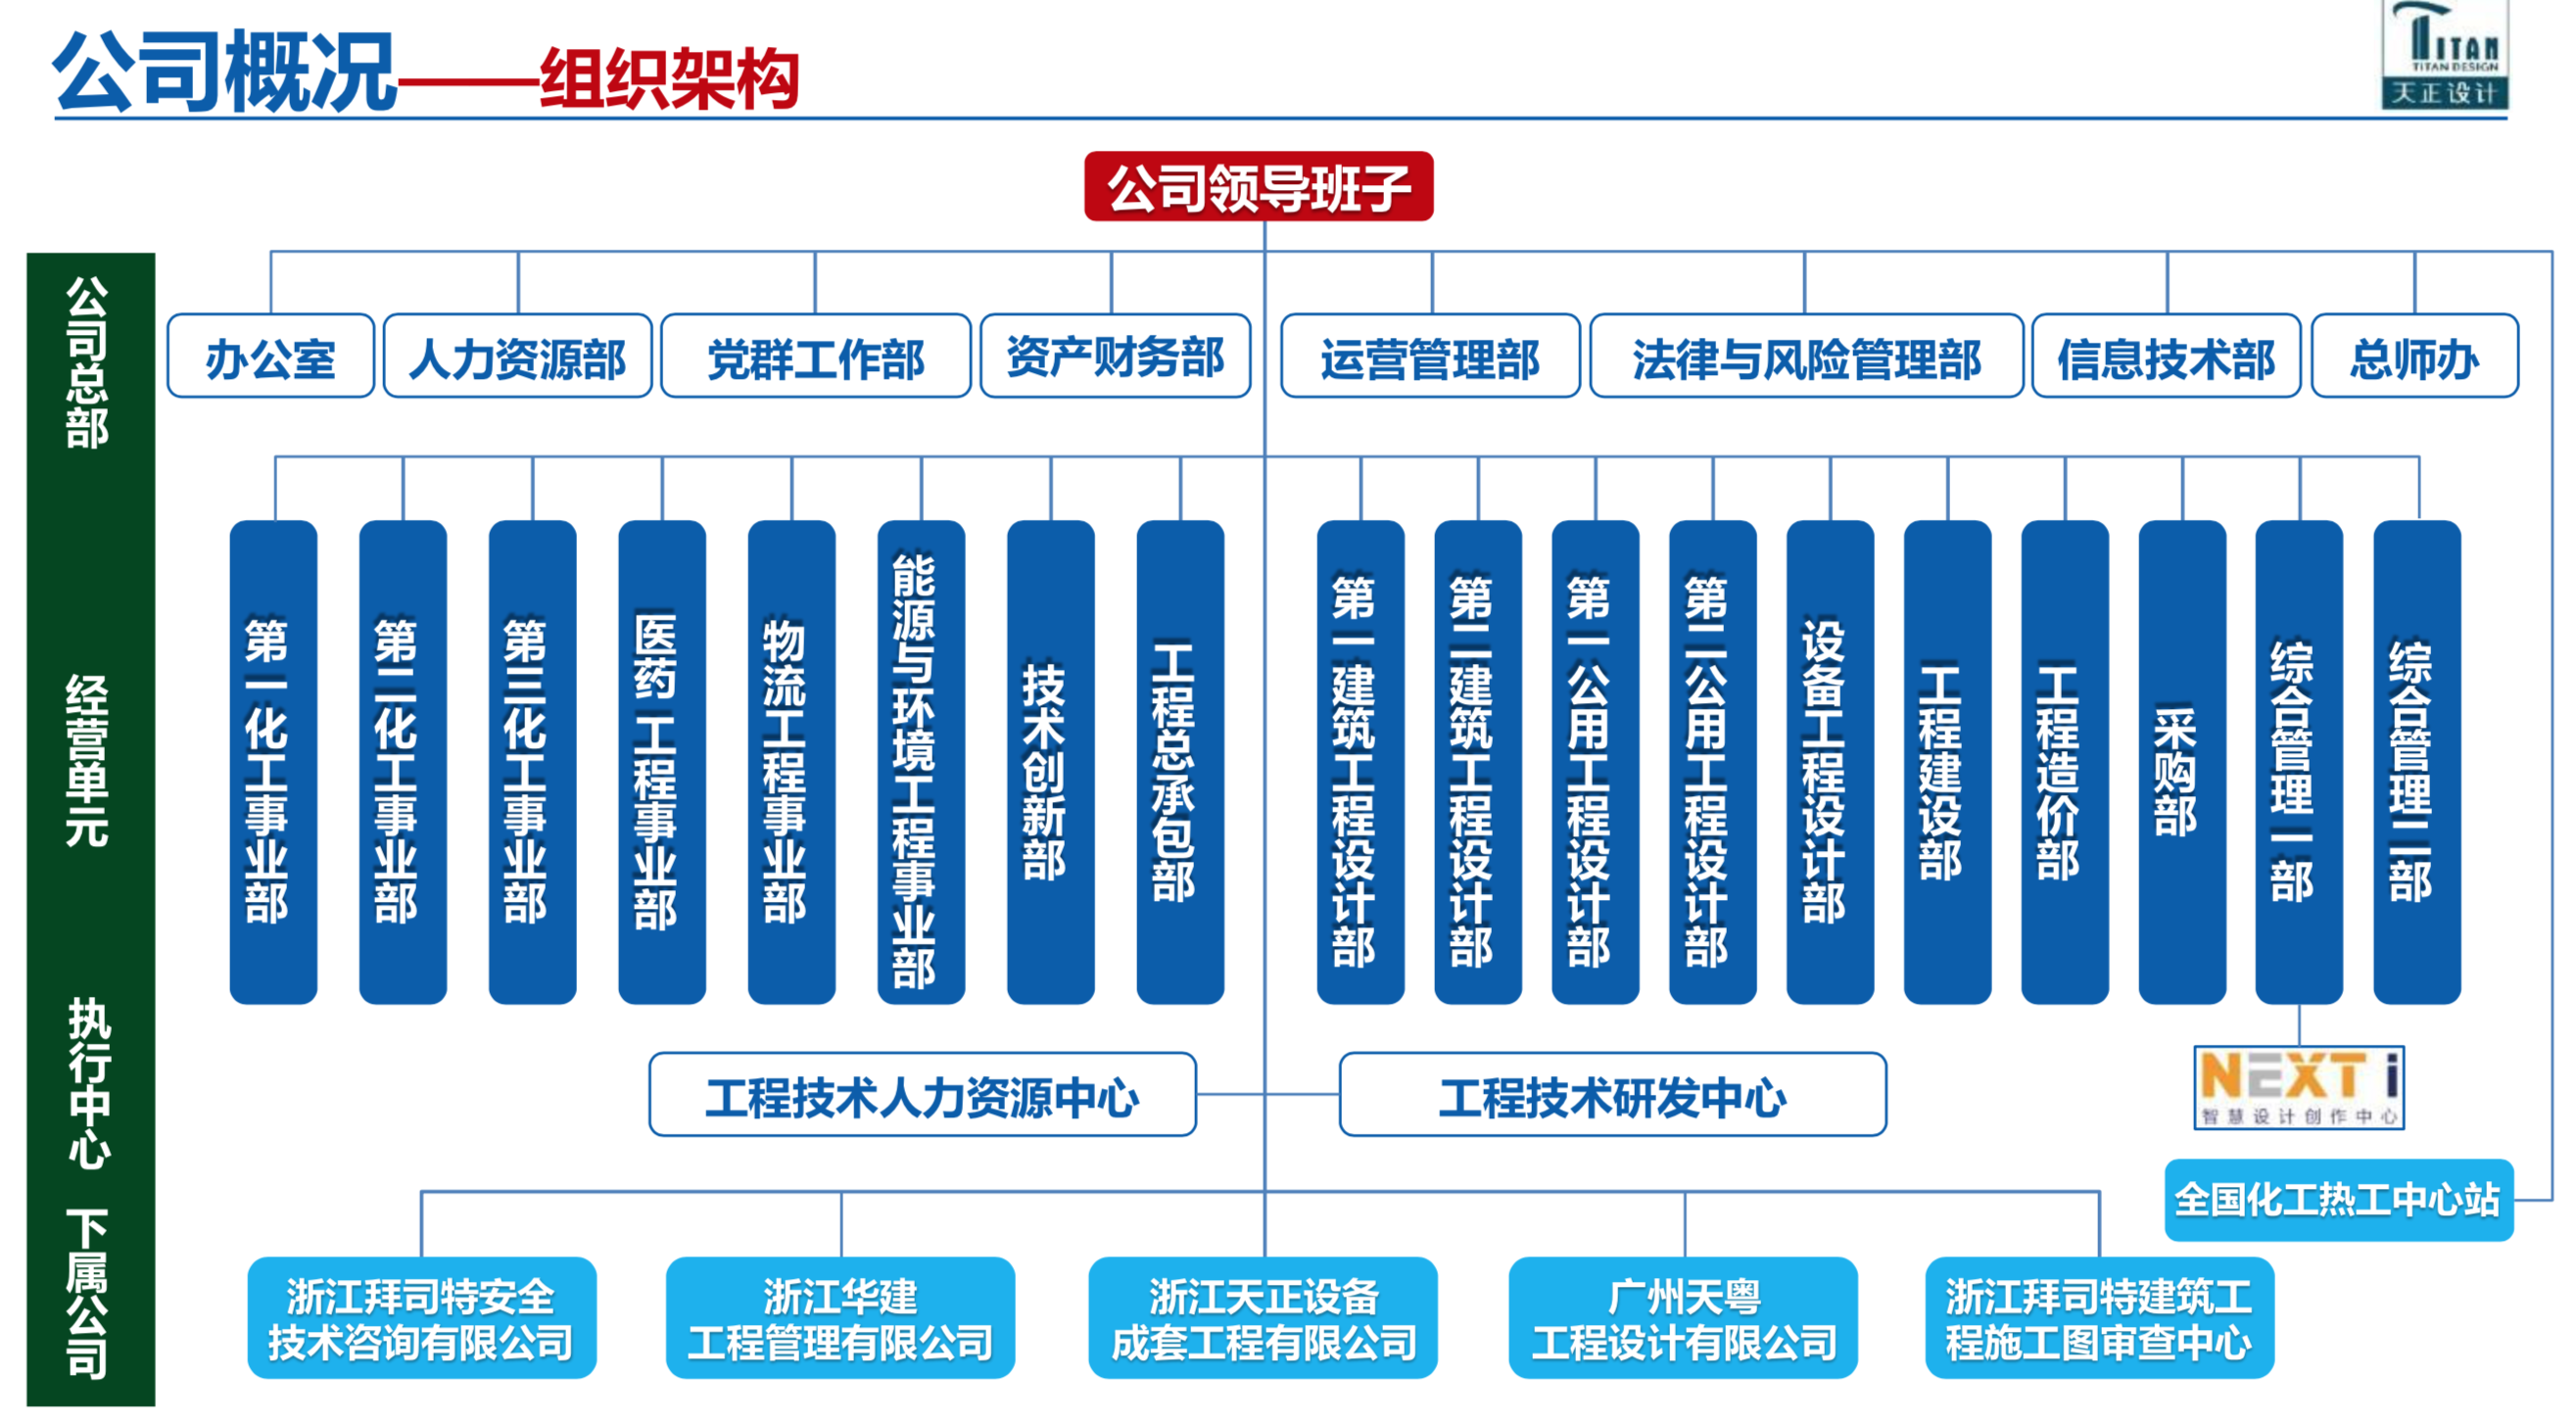 公司概况——组织架构
TITAN
TITAN DESIGN
天正设计
公司领导班子
公司总部
办公室
人力资源部
党群工作部
资产财务部
运营管理部
法律与风险管理部
信息技术部
总师办
经营单元
第一化工事业部
第二化工事业部
第三化工事业部
医药工程事业部
物流工程事业部
能源与环境工程事业部
技术创新部
工程总承包部
第一建筑工程设计部
第二建筑工程设计部
第一公用工程设计部
第二公用工程设计部
设备工程设计部
工程建设部
工程造价部
采购部
综合管理一部
综合管理二部
执行中心
工程技术人力资源中心
工程技术研发中心
NEXT i
智慧设计创作中心
全国化工热工中心站
下属公司
浙江拜司特安全
技术咨询有限公司
浙江华建
工程管理有限公司
浙江天正设备
成套工程有限公司
广州天粤
工程设计有限公司
浙江拜司特建筑工
程施工图审查中心